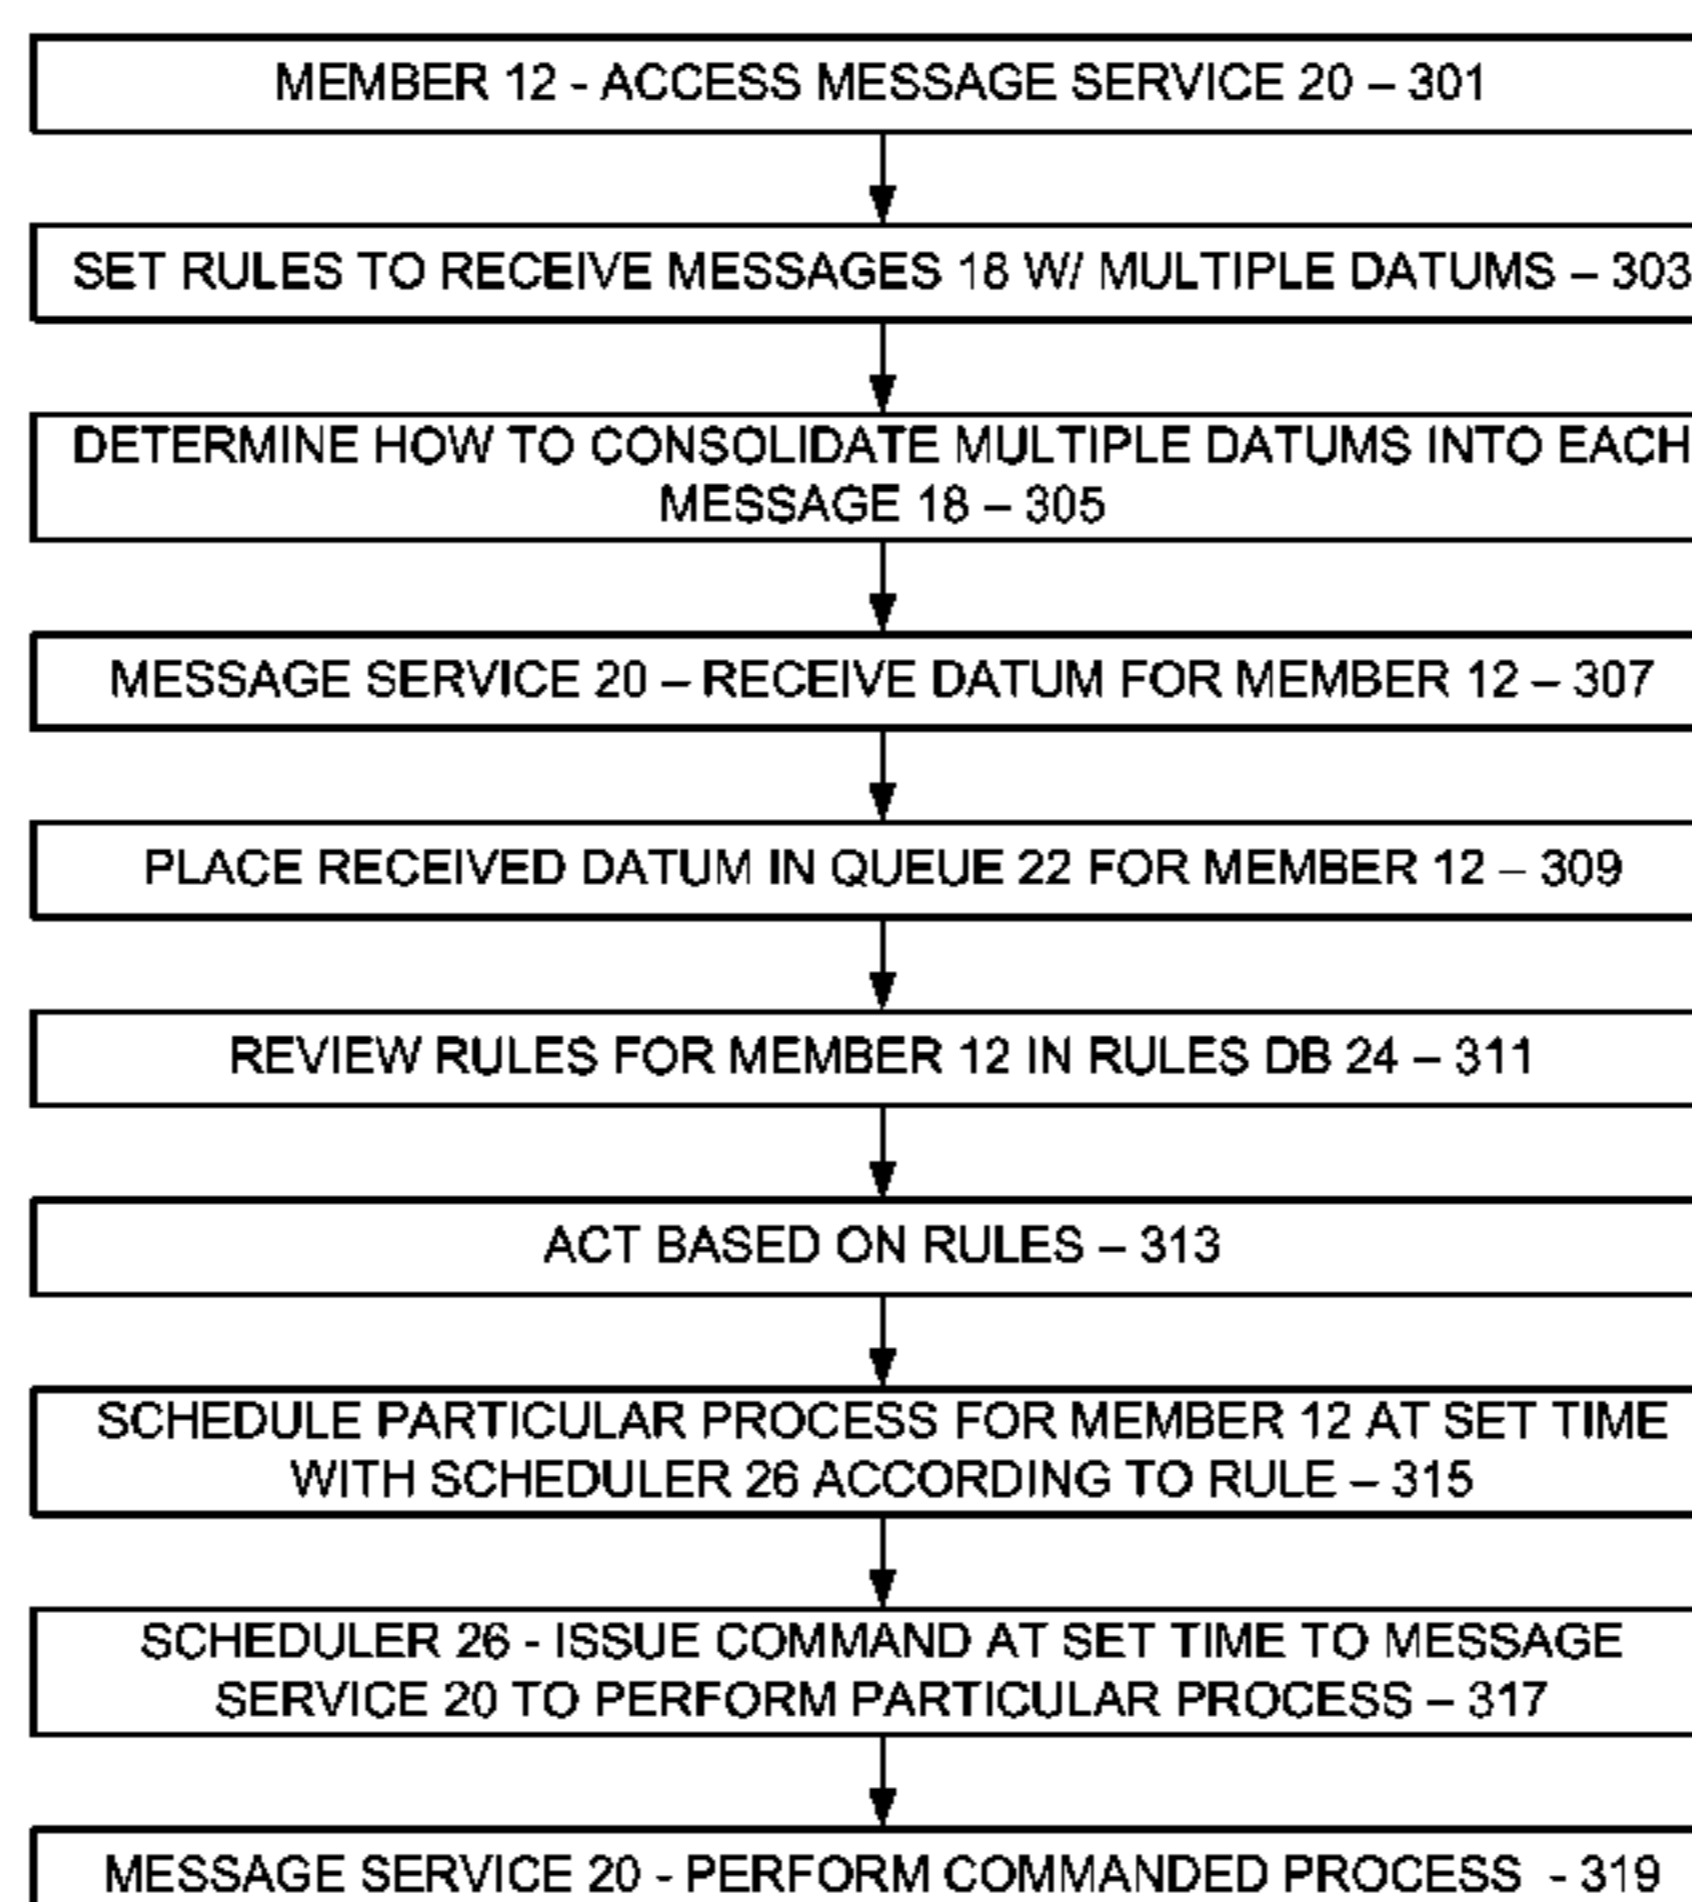 MEMBER 12 - ACCESS MESSAGE SERVICE 20 – 301
SET RULES TO RECEIVE MESSAGES 18 W/ MULTIPLE DATUMS – 303
DETERMINE HOW TO CONSOLIDATE MULTIPLE DATUMS INTO EACH
MESSAGE 18 – 305
MESSAGE SERVICE 20 – RECEIVE DATUM FOR MEMBER 12 – 307
PLACE RECEIVED DATUM IN QUEUE 22 FOR MEMBER 12 – 309
REVIEW RULES FOR MEMBER 12 IN RULES DB 24 – 311
ACT BASED ON RULES – 313
SCHEDULE PARTICULAR PROCESS FOR MEMBER 12 AT SET TIME
WITH SCHEDULER 26 ACCORDING TO RULE – 315
SCHEDULER 26 - ISSUE COMMAND AT SET TIME TO MESSAGE
SERVICE 20 TO PERFORM PARTICULAR PROCESS – 317
MESSAGE SERVICE 20 - PERFORM COMMANDED PROCESS - 319